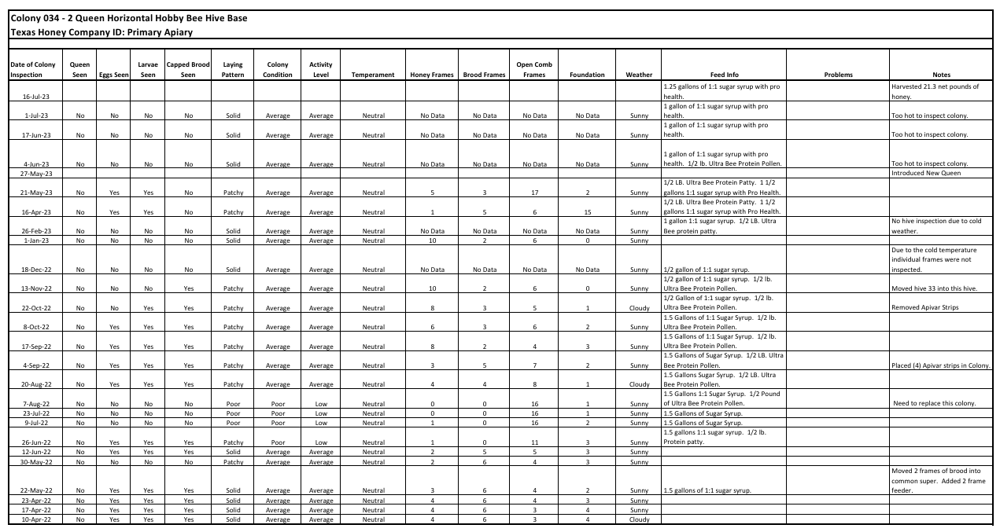 Colony 034 - 2 Queen Horizontal Hobby Bee Hive Base
Texas Honey Company ID: Primary Apiary
Date of Colony Inspection Queen Seen Eggs Seen Larvae Seen Capped Brood Seen Laying Pattern Colony Condition Activity Level Temperament Honey Frames Brood Frames Open Comb Frames Foundation Weather Feed Info Problems Notes
16-Jul-23 1.25 gallons of 1:1 sugar syrup with pro health. Harvested 21.3 net pounds of honey.
1-Jul-23 No No No No Solid Average Average Neutral No Data No Data No Data No Data Sunny 1 gallon of 1:1 sugar syrup with pro health. Too hot to inspect colony.
17-Jun-23 No No No No Solid Average Average Neutral No Data No Data No Data No Data Sunny 1 gallon of 1:1 sugar syrup with pro health. Too hot to inspect colony.
4-Jun-23 No No No No Solid Average Average Neutral No Data No Data No Data No Data Sunny 1 gallon of 1:1 sugar syrup with pro health. 1/2 lb. Ultra Bee Protein Pollen. Too hot to inspect colony.
27-May-23 Introduced New Queen
21-May-23 No Yes Yes No Patchy Average Average Neutral 5 3 17 2 Sunny 1/2 LB. Ultra Bee Protein Patty. 1 1/2 gallons 1:1 sugar syrup with Pro Health.
16-Apr-23 No Yes Yes No Patchy Average Average Neutral 1 5 6 15 Sunny 1/2 LB. Ultra Bee Protein Patty. 1 1/2 gallons 1:1 sugar syrup with Pro Health.
26-Feb-23 No No No No Solid Average Average Neutral No Data No Data No Data No Data Sunny 1 gallon 1:1 sugar syrup. 1/2 LB. Ultra Bee protein patty. No hive inspection due to cold weather.
1-Jan-23 No No No No Solid Average Average Neutral 10 2 6 0 Sunny
18-Dec-22 No No No No Solid Average Average Neutral No Data No Data No Data No Data Sunny 1/2 gallon of 1:1 sugar syrup. Due to the cold temperature individual frames were not inspected.
13-Nov-22 No No No Yes Patchy Average Average Neutral 10 2 6 0 Sunny 1/2 gallon of 1:1 sugar syrup. 1/2 lb. Ultra Bee Protein Pollen. Moved hive 33 into this hive.
22-Oct-22 No No Yes Yes Patchy Average Average Neutral 8 3 5 1 Cloudy 1/2 Gallon of 1:1 sugar syrup. 1/2 lb. Ultra Bee Protein Pollen. Removed Apivar Strips
8-Oct-22 No Yes Yes Yes Patchy Average Average Neutral 6 3 6 2 Sunny 1.5 Gallons of 1:1 Sugar Syrup. 1/2 lb. Ultra Bee Protein Pollen.
17-Sep-22 No Yes Yes Yes Patchy Average Average Neutral 8 2 4 3 Sunny 1.5 Gallons of 1:1 Sugar Syrup. 1/2 lb. Ultra Bee Protein Pollen.
4-Sep-22 No Yes Yes Yes Patchy Average Average Neutral 3 5 7 2 Sunny 1.5 Gallons of Sugar Syrup. 1/2 LB. Ultra Bee Protein Pollen. Placed (4) Apivar strips in Colony.
20-Aug-22 No Yes Yes Yes Patchy Average Average Neutral 4 4 8 1 Cloudy 1.5 Gallons Sugar Syrup. 1/2 LB. Ultra Bee Protein Pollen.
7-Aug-22 No No No No Poor Poor Low Neutral 0 0 16 1 Sunny 1.5 Gallons 1:1 Sugar Syrup. 1/2 Pound of Ultra Bee Protein Pollen. Need to replace this colony.
23-Jul-22 No No No No Poor Poor Low Neutral 0 0 16 1 Sunny 1.5 Gallons of Sugar Syrup.
9-Jul-22 No No No No Poor Poor Low Neutral 1 0 16 2 Sunny 1.5 Gallons of Sugar Syrup.
26-Jun-22 No Yes Yes Yes Patchy Poor Low Neutral 1 0 11 3 Sunny 1.5 gallons 1:1 sugar syrup. 1/2 lb. Protein patty.
12-Jun-22 No Yes Yes Yes Solid Average Average Neutral 2 5 5 3 Sunny
30-May-22 No No No No Patchy Average Average Neutral 2 6 4 3 Sunny
22-May-22 No Yes Yes Yes Solid Average Average Neutral 3 6 4 2 Sunny 1.5 gallons of 1:1 sugar syrup. Moved 2 frames of brood into common super. Added 2 frame feeder.
23-Apr-22 No Yes Yes Yes Solid Average Average Neutral 4 6 4 3 Sunny
17-Apr-22 No Yes Yes Yes Solid Average Average Neutral 4 6 3 4 Sunny
10-Apr-22 No Yes Yes Yes Solid Average Average Neutral 4 6 3 4 Cloudy